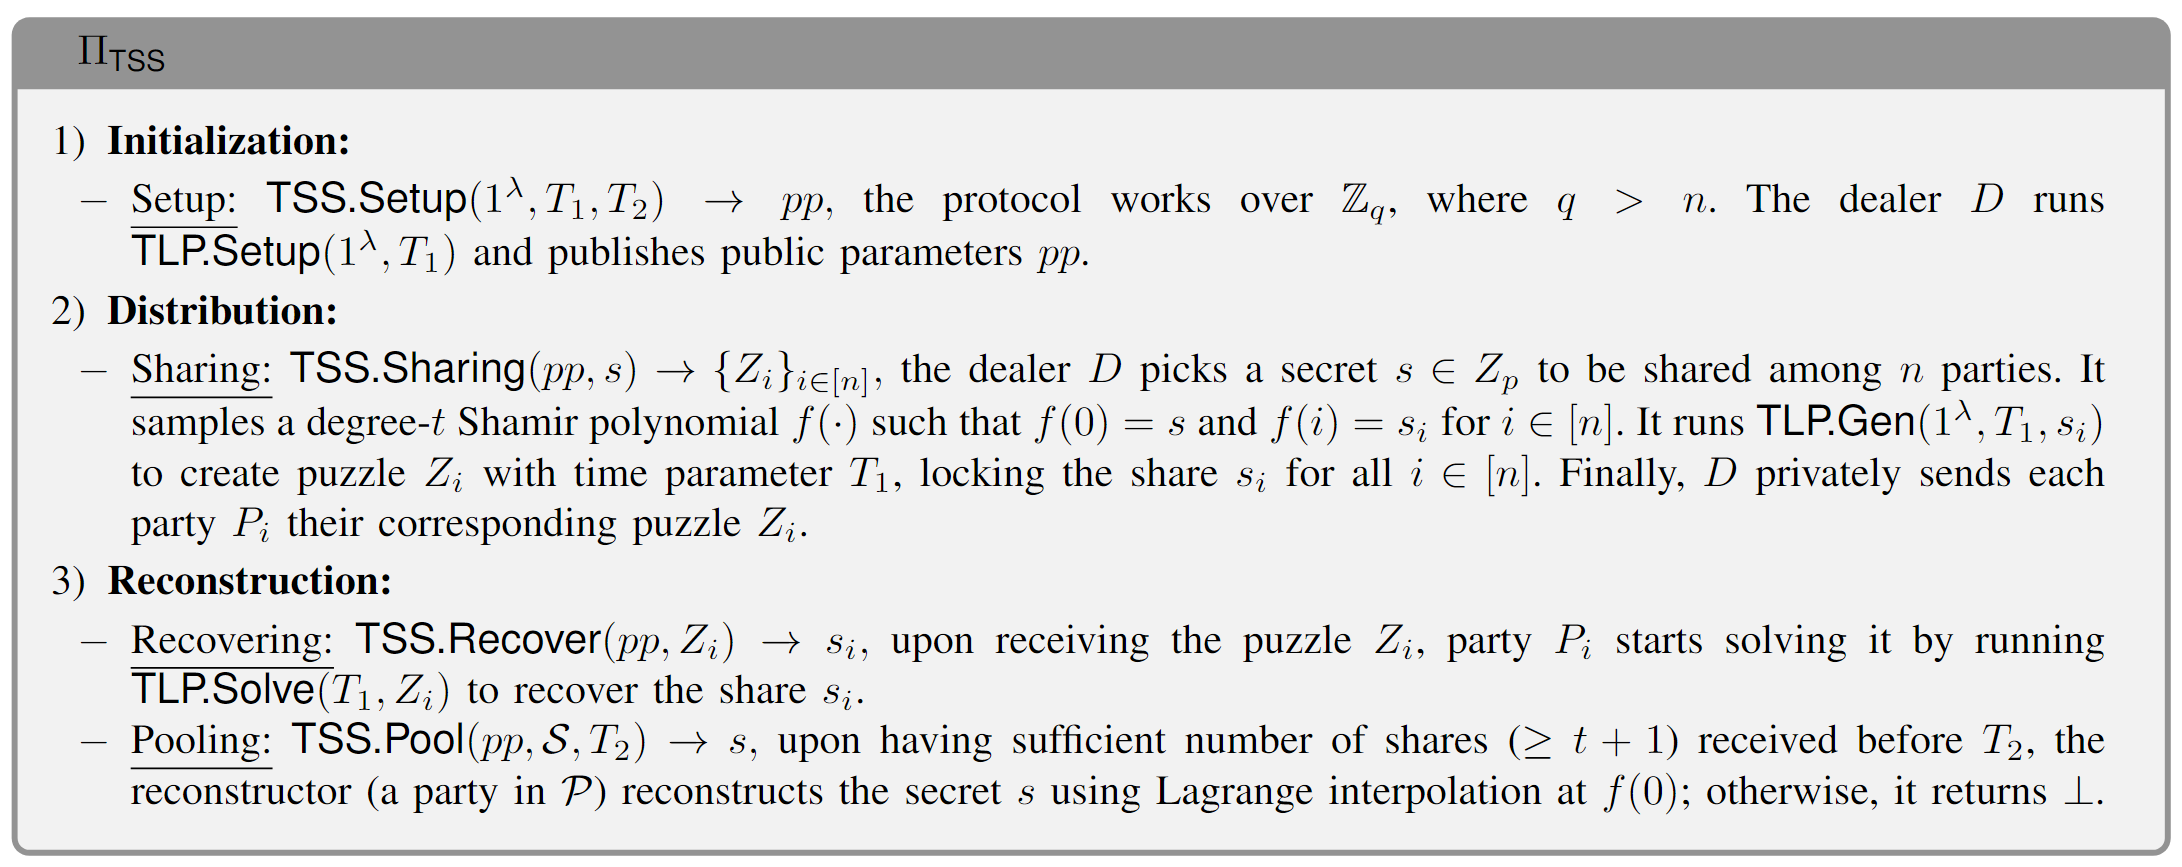 Π_TSS
1) Initialization:
– Setup: TSS.Setup(1^λ, T_1, T_2) → pp, the protocol works over ℤ_q, where q > n. The dealer D runs
TLP.Setup(1^λ, T_1) and publishes public parameters pp.
2) Distribution:
– Sharing: TSS.Sharing(pp, s) → {Z_i}_{i∈[n]}, the dealer D picks a secret s ∈ Z_p to be shared among n parties. It
samples a degree-t Shamir polynomial f(·) such that f(0) = s and f(i) = s_i for i ∈ [n]. It runs TLP.Gen(1^λ, T_1, s_i)
to create puzzle Z_i with time parameter T_1, locking the share s_i for all i ∈ [n]. Finally, D privately sends each
party P_i their corresponding puzzle Z_i.
3) Reconstruction:
– Recovering: TSS.Recover(pp, Z_i) → s_i, upon receiving the puzzle Z_i, party P_i starts solving it by running
TLP.Solve(T_1, Z_i) to recover the share s_i.
– Pooling: TSS.Pool(pp, 𝒮, T_2) → s, upon having sufficient number of shares (≥ t + 1) received before T_2, the
reconstructor (a party in 𝒫) reconstructs the secret s using Lagrange interpolation at f(0); otherwise, it returns ⊥.